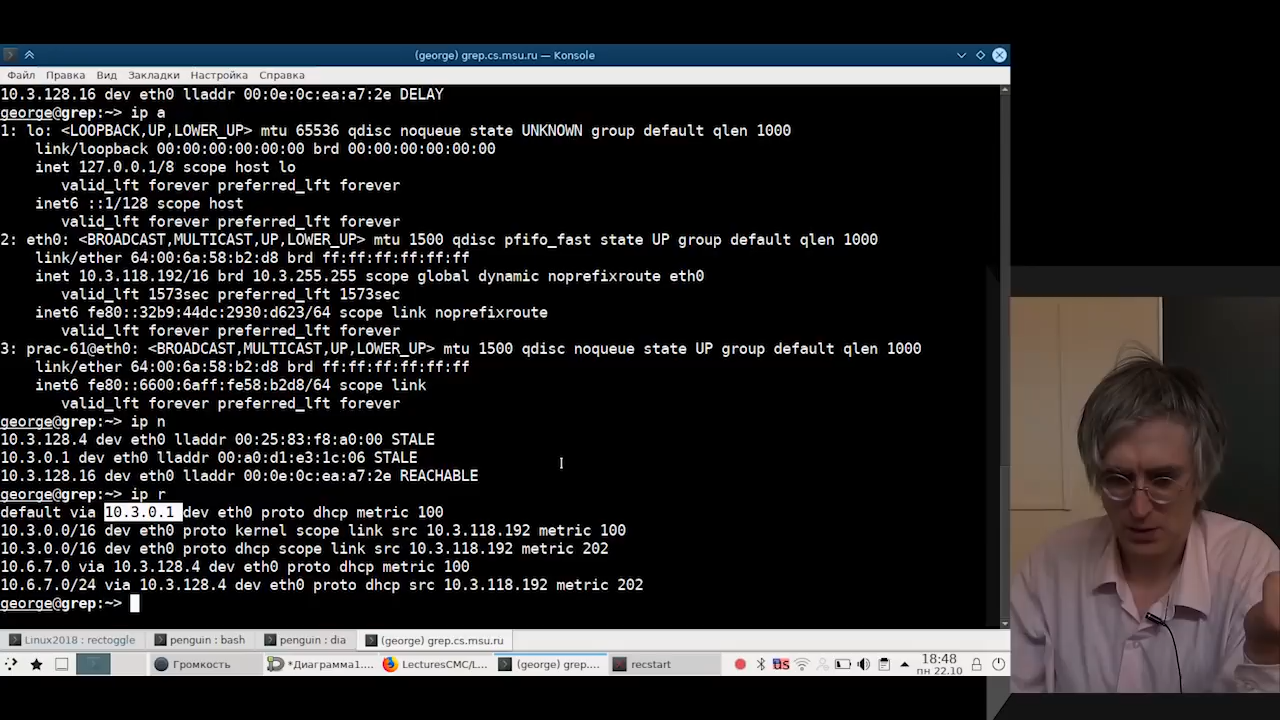 (george) grep.cs.msu.ru — Konsole
Файл Правка Вид Закладки Настройка Справка
10.3.128.16 dev eth0 lladdr 00:0e:0c:ea:a7:2e DELAY
george@grep:~> ip a
1: lo: <LOOPBACK,UP,LOWER_UP> mtu 65536 qdisc noqueue state UNKNOWN group default qlen 1000
link/loopback 00:00:00:00:00:00 brd 00:00:00:00:00:00
inet 127.0.0.1/8 scope host lo
valid_lft forever preferred_lft forever
inet6 ::1/128 scope host
valid_lft forever preferred_lft forever
2: eth0: <BROADCAST,MULTICAST,UP,LOWER_UP> mtu 1500 qdisc pfifo_fast state UP group default qlen 1000
link/ether 64:00:6a:58:b2:d8 brd ff:ff:ff:ff:ff:ff
inet 10.3.118.192/16 brd 10.3.255.255 scope global dynamic noprefixroute eth0
valid_lft 1573sec preferred_lft 1573sec
inet6 fe80::32b9:44dc:2930:d623/64 scope link noprefixroute
valid_lft forever preferred_lft forever
3: prac-61@eth0: <BROADCAST,MULTICAST,UP,LOWER_UP> mtu 1500 qdisc noqueue state UP group default qlen 1000
link/ether 64:00:6a:58:b2:d8 brd ff:ff:ff:ff:ff:ff
inet6 fe80::6600:6aff:fe58:b2d8/64 scope link
valid_lft forever preferred_lft forever
george@grep:~> ip n
10.3.128.4 dev eth0 lladdr 00:25:83:f8:a0:00 STALE
10.3.0.1 dev eth0 lladdr 00:a0:d1:e3:1c:06 STALE
10.3.128.16 dev eth0 lladdr 00:0e:0c:ea:a7:2e REACHABLE
george@grep:~> ip r
default via 10.3.0.1 dev eth0 proto dhcp metric 100
10.3.0.0/16 dev eth0 proto kernel scope link src 10.3.118.192 metric 100
10.3.0.0/16 dev eth0 proto dhcp scope link src 10.3.118.192 metric 202
10.6.7.0 via 10.3.128.4 dev eth0 proto dhcp metric 100
10.6.7.0/24 via 10.3.128.4 dev eth0 proto dhcp src 10.3.118.192 metric 202
george@grep:~>
Linux2018 : rectoggle penguin : bash penguin : dia (george) grep.cs.msu.ru
Громкость *Диаграмма1.... LecturesCMC/L... (george) grep.cs.... recstart US 18:48
пн 22.10